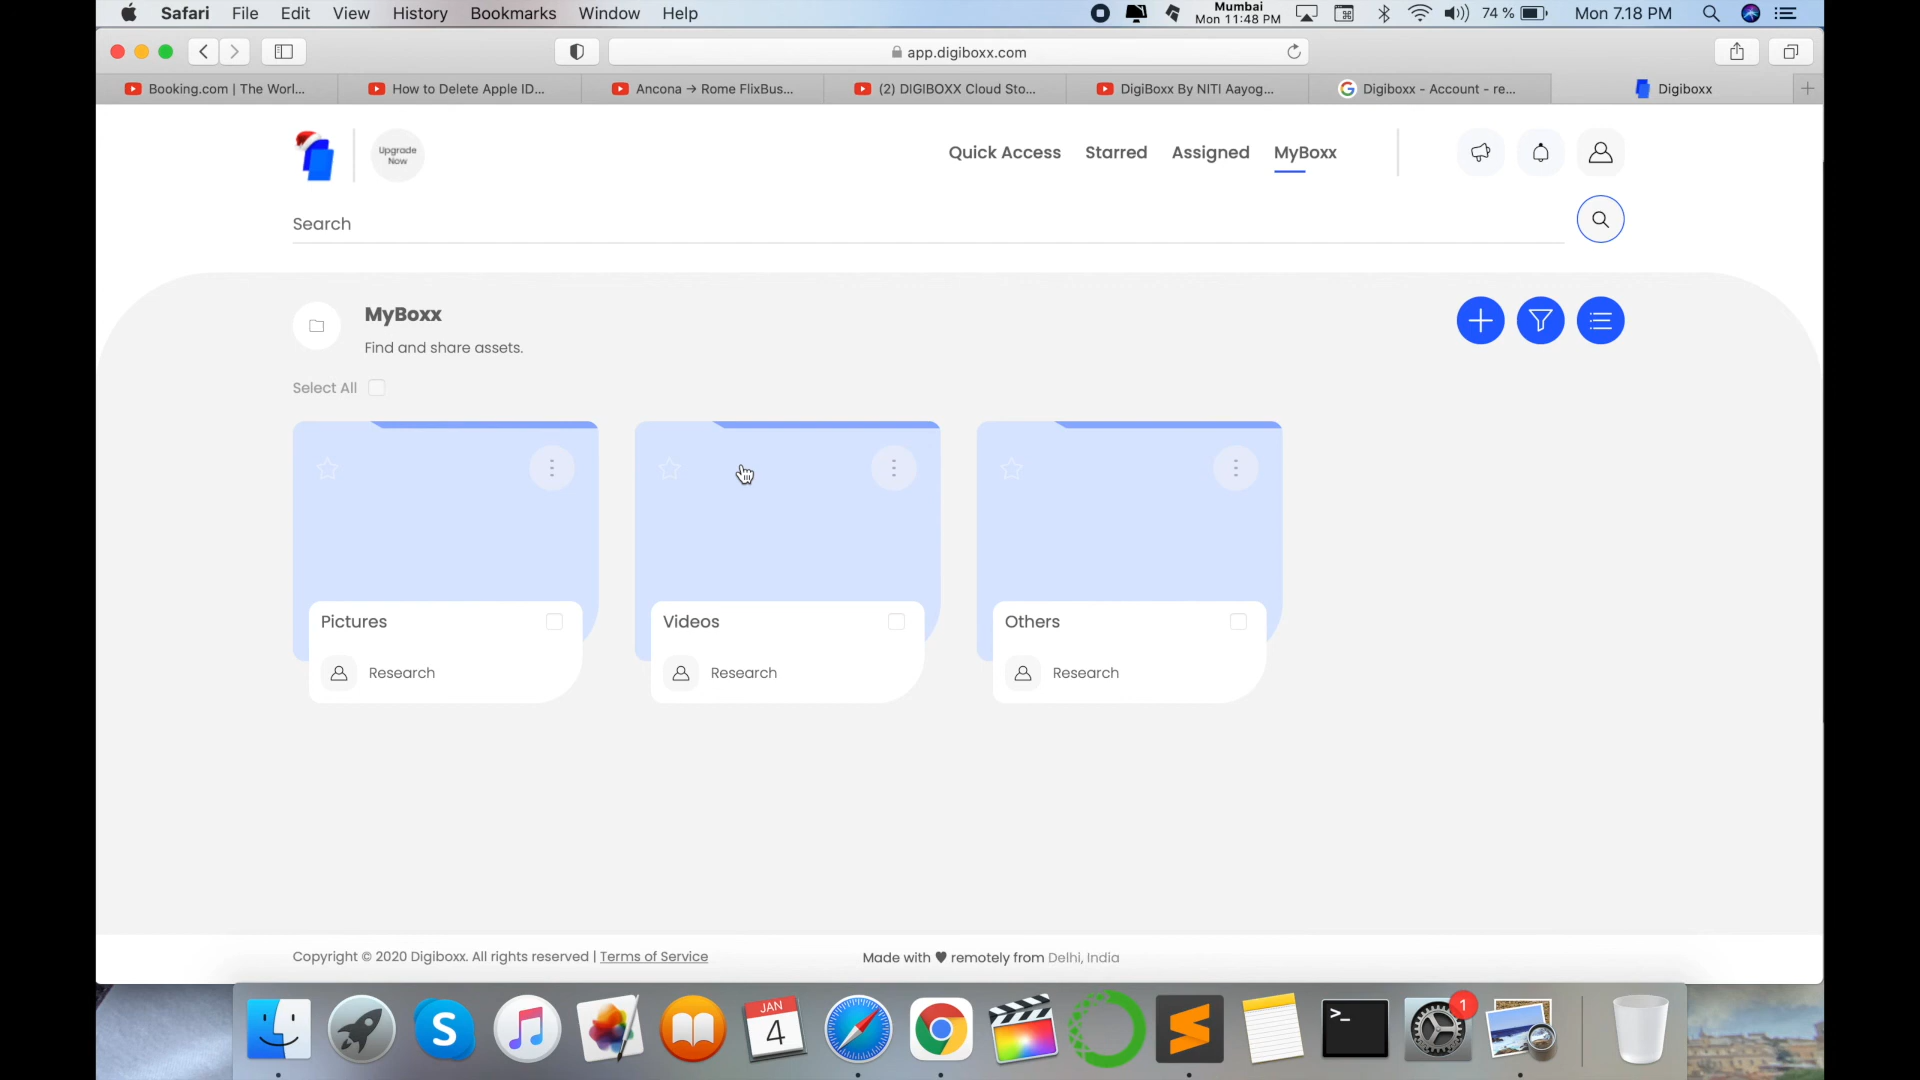 Safari File Edit View History Bookmarks Window Help
Mumbai
Mon 11:48 PM
74 %
Mon 7.18 PM
app.digiboxx.com
Booking.com | The Worl...
How to Delete Apple ID...
Ancona → Rome FlixBus...
(2) DIGIBOXX Cloud Sto...
DigiBoxx By NITI Aayog...
Digiboxx - Account - re...
Digiboxx
Upgrade
Now
Quick Access Starred Assigned MyBoxx
Search
MyBoxx
Find and share assets.
Select All
Pictures
Research
Videos
Research
Others
Research
Copyright © 2020 Digiboxx. All rights reserved | Terms of Service
Made with ♥ remotely from Delhi, India
S
JAN
4
>_
1